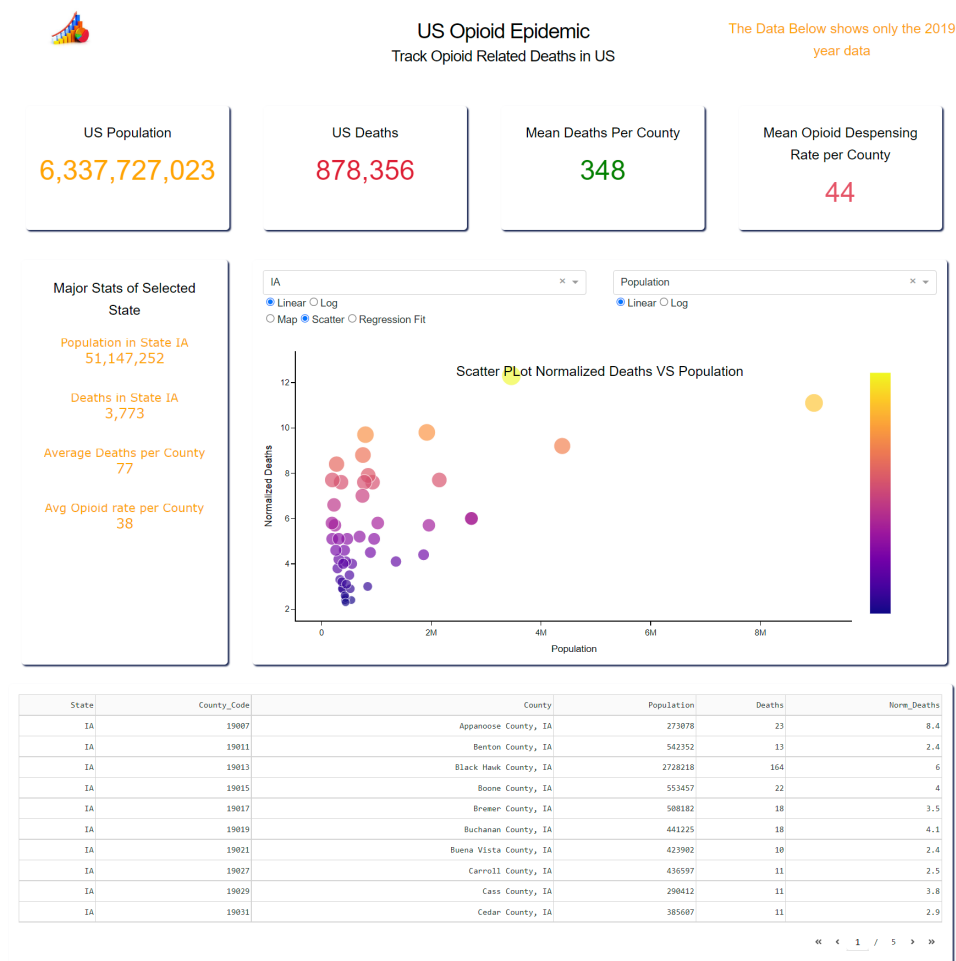 US Opioid Epidemic
Track Opioid Related Deaths in US
The Data Below shows only the 2019
year data
US Population
6,337,727,023
US Deaths
878,356
Mean Deaths Per County
348
Mean Opioid Despensing
Rate per County
44
Major Stats of Selected
State
Population in State IA
51,147,252
Deaths in State IA
3,773
Average Deaths per County
77
Avg Opioid rate per County
38
IA × Population ×
Linear Log Linear Log
Map Scatter Regression Fit
Scatter PLot Normalized Deaths VS Population
Normalized Deaths
12
10
8
6
4
2
0 2M 4M 6M 8M
Population
State County_Code County Population Deaths Norm_Deaths
IA 19007 Appanoose County, IA 273078 23 8.4
IA 19011 Benton County, IA 542352 13 2.4
IA 19013 Black Hawk County, IA 2728218 164 6
IA 19015 Boone County, IA 553457 22 4
IA 19017 Bremer County, IA 508182 18 3.5
IA 19019 Buchanan County, IA 441225 18 4.1
IA 19021 Buena Vista County, IA 423902 10 2.4
IA 19027 Carroll County, IA 436597 11 2.5
IA 19029 Cass County, IA 290412 11 3.8
IA 19031 Cedar County, IA 385607 11 2.9
« ‹ 1 / 5 › »